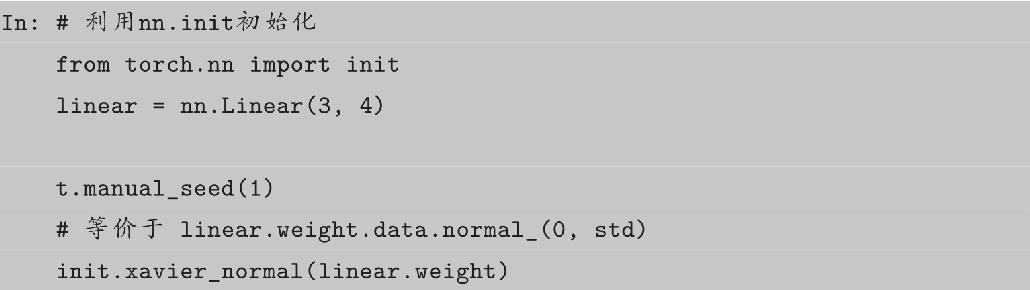 In: # 利用nn.init初始化
from torch.nn import init
linear = nn.Linear(3, 4)
t.manual_seed(1)
# 等价于 linear.weight.data.normal_(0, std)
init.xavier_normal(linear.weight)